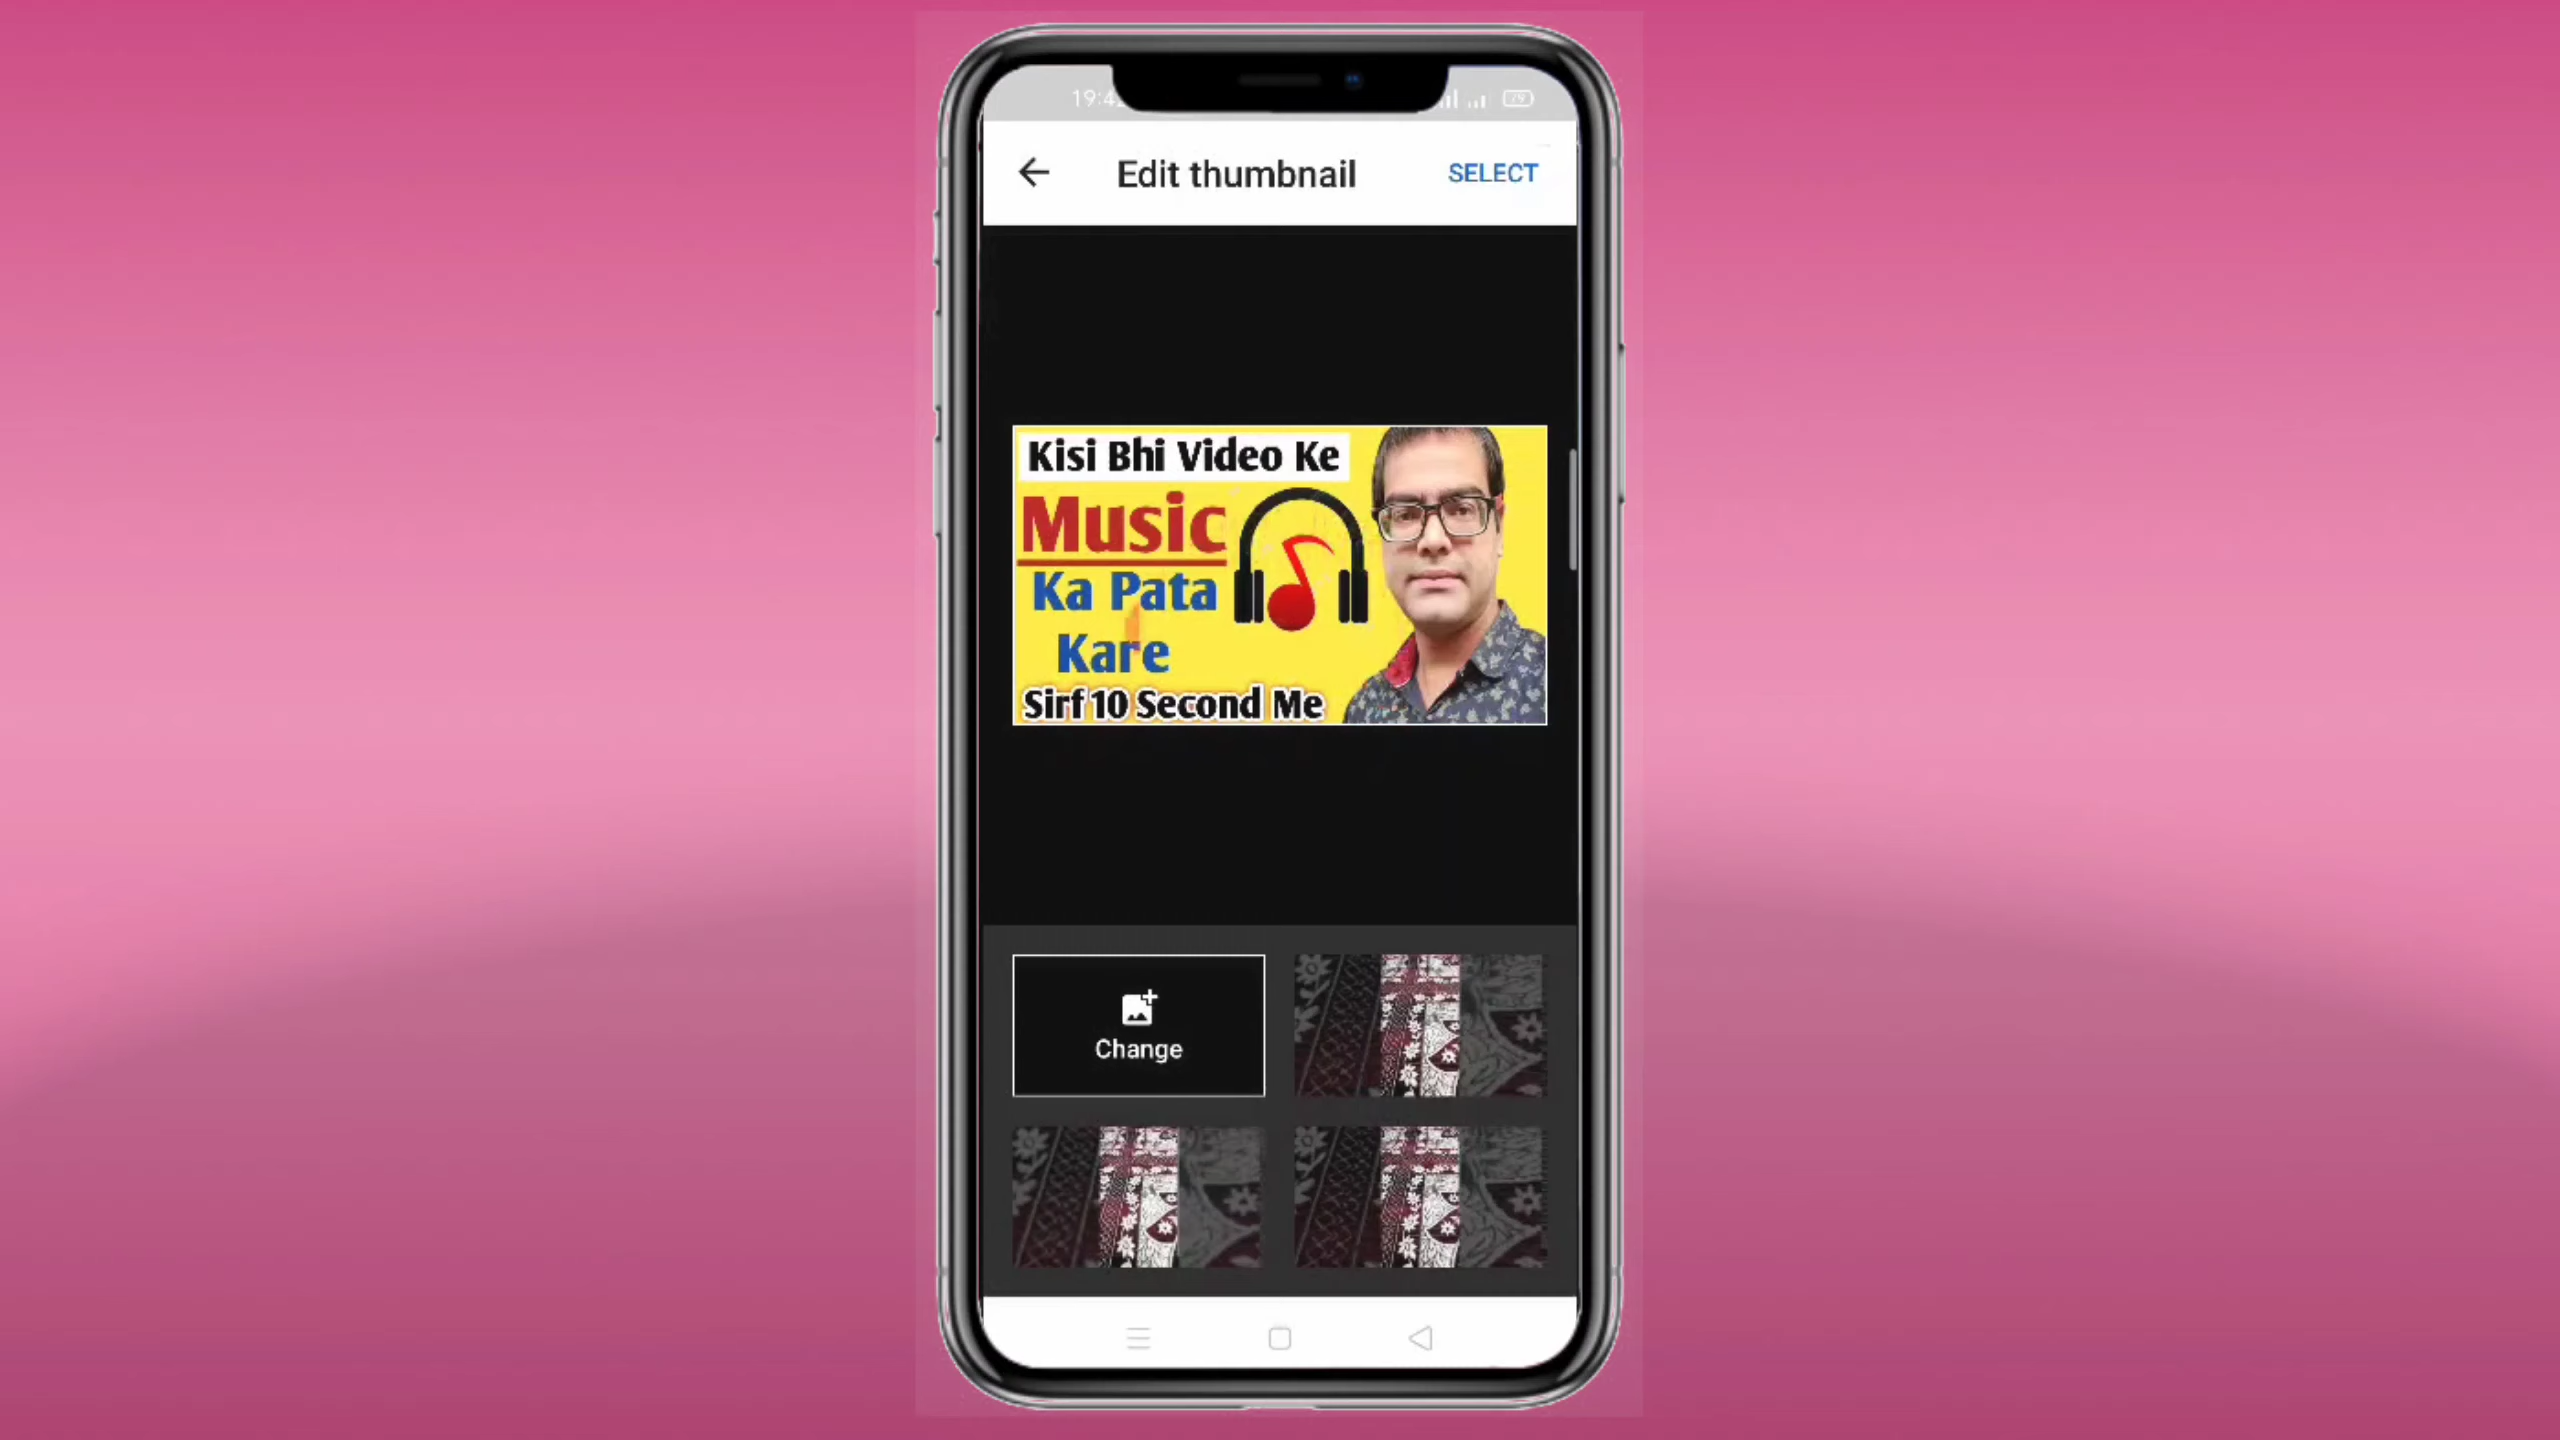 Edit thumbnail
SELECT
Kisi Bhi Video Ke
Music
Ka Pata
Kare
Sirf 10 Second Me
Change